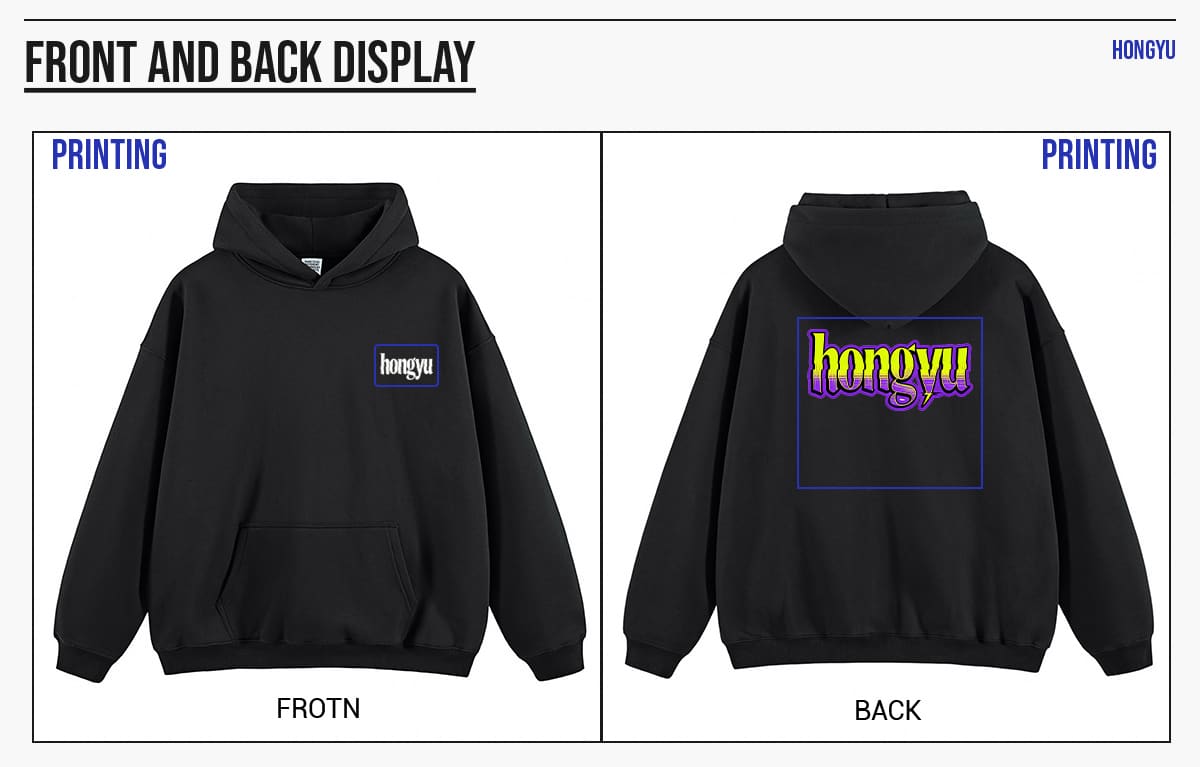 FRONT AND BACK DISPLAY
HONGYU
PRINTING
PRINTING
hongyu
hongyu
FROTN
BACK